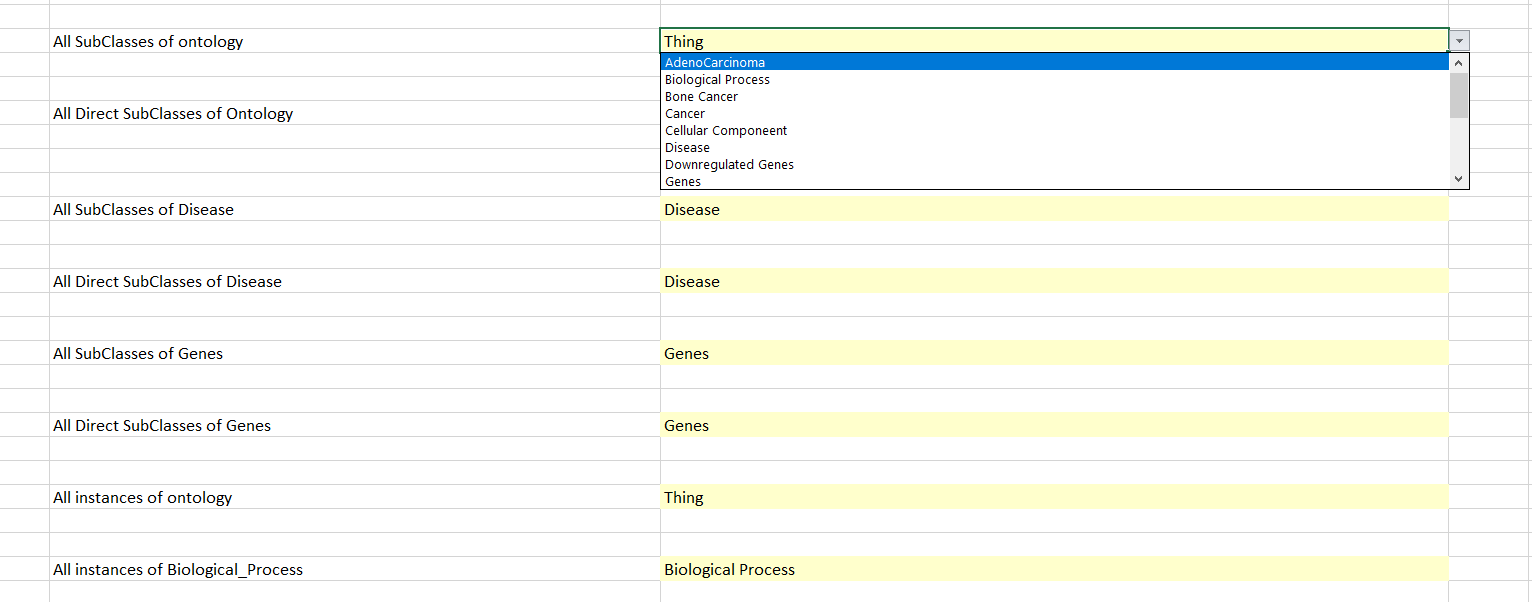 All SubClasses of ontology
Thing
AdenoCarcinoma
Biological Process
Bone Cancer
Cancer
All Direct SubClasses of Ontology
Cellular Componeent
Disease
Downregulated Genes
Genes
All SubClasses of Disease
Disease
All Direct SubClasses of Disease
Disease
All SubClasses of Genes
Genes
All Direct SubClasses of Genes
Genes
All instances of ontology
Thing
All instances of Biological_Process
Biological Process